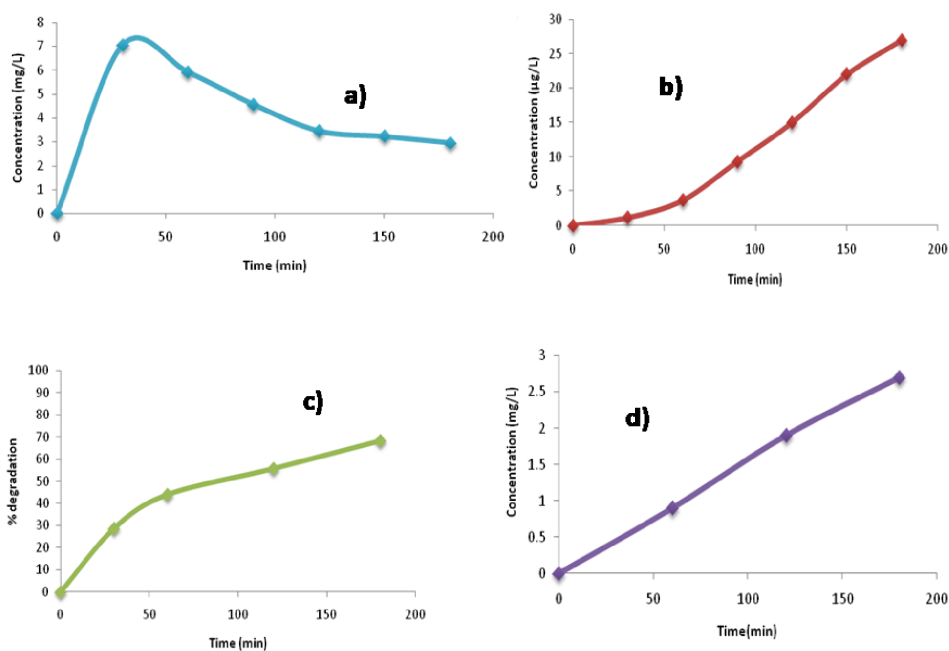 a)
Concentration (mg/L)
8
7
6
5
4
3
2
1
0
0 50 100 150 200
Time (min)
b)
Concentration (µg/L)
30
25
20
15
10
5
0
0 50 100 150 200
Time (min)
c)
% degradation
100
90
80
70
60
50
40
30
20
10
0
0 50 100 150 200
Time (min)
d)
Concentration (mg/L)
3
2.5
2
1.5
1
0.5
0
0 50 100 150 200
Time(min)